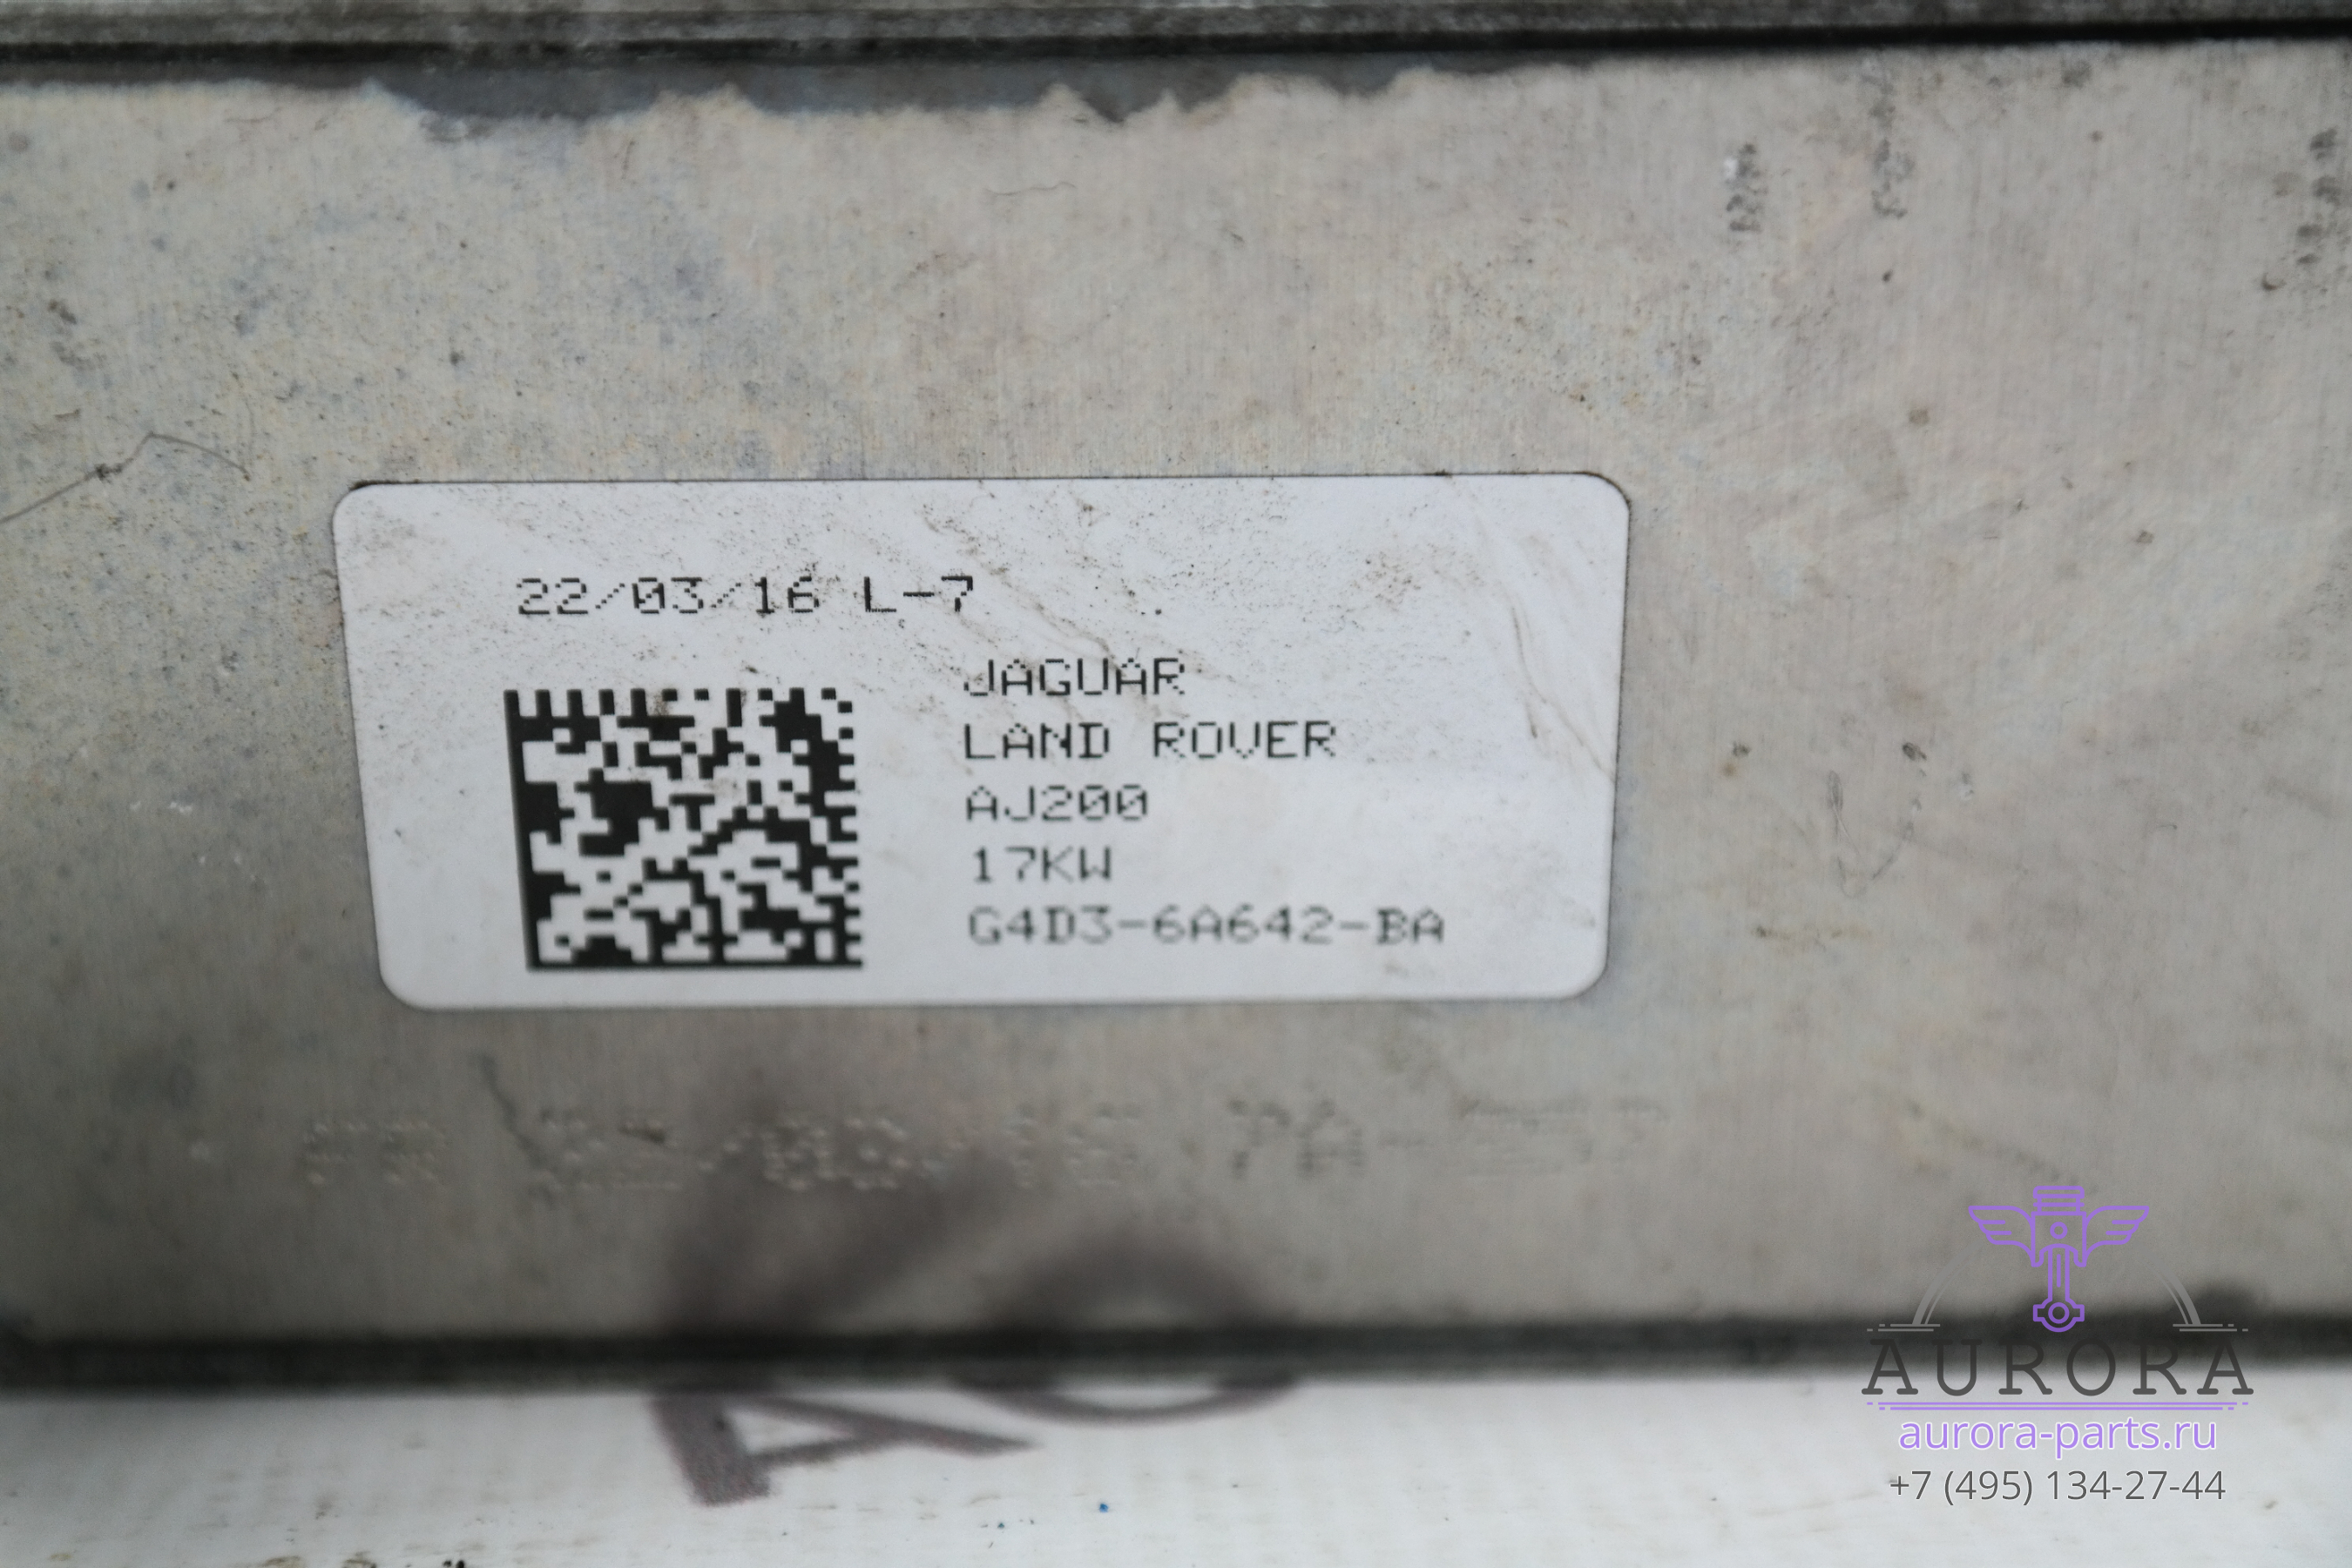 22/03/16 L-7
JAGUAR
LAND ROVER
AJ200
17KW
G4D3-6A642-BA
AURORA
aurora-parts.ru
+7 (495) 134-27-44